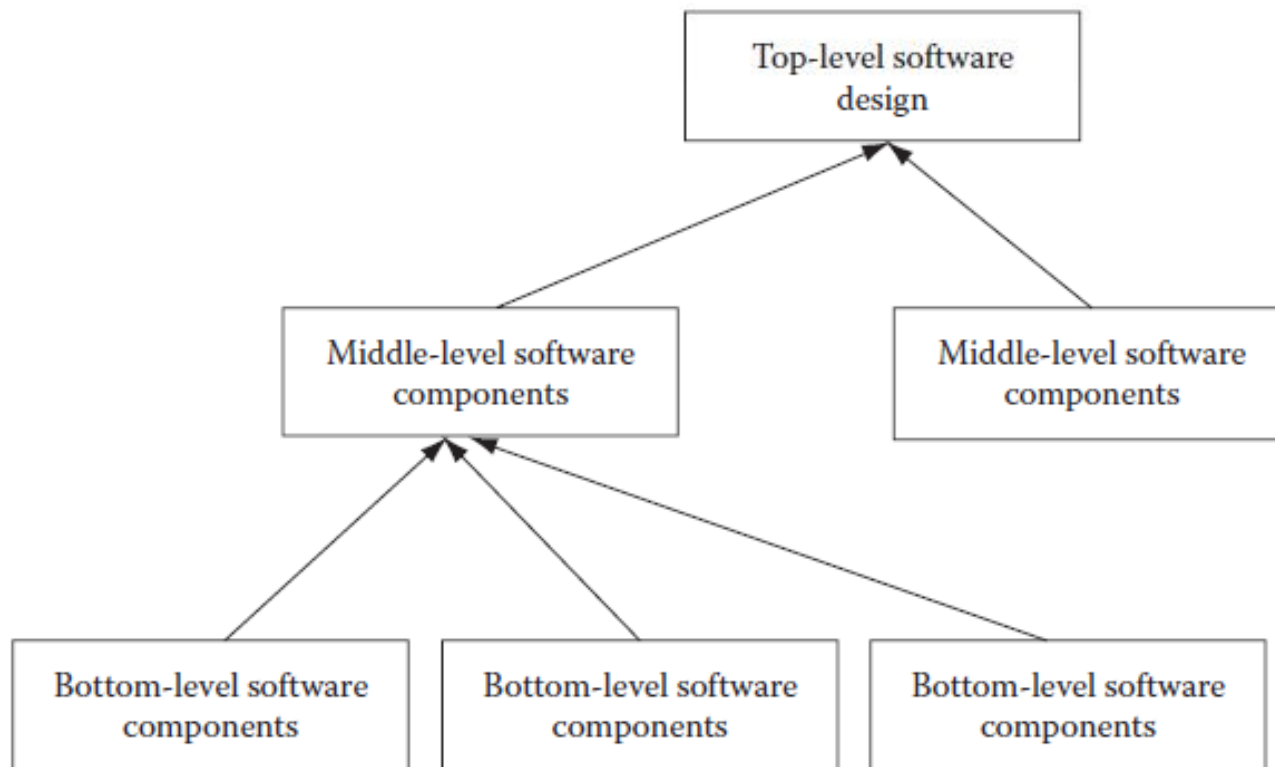 Top-level software
design
Middle-level software
components
Middle-level software
components
Bottom-level software
components
Bottom-level software
components
Bottom-level software
components